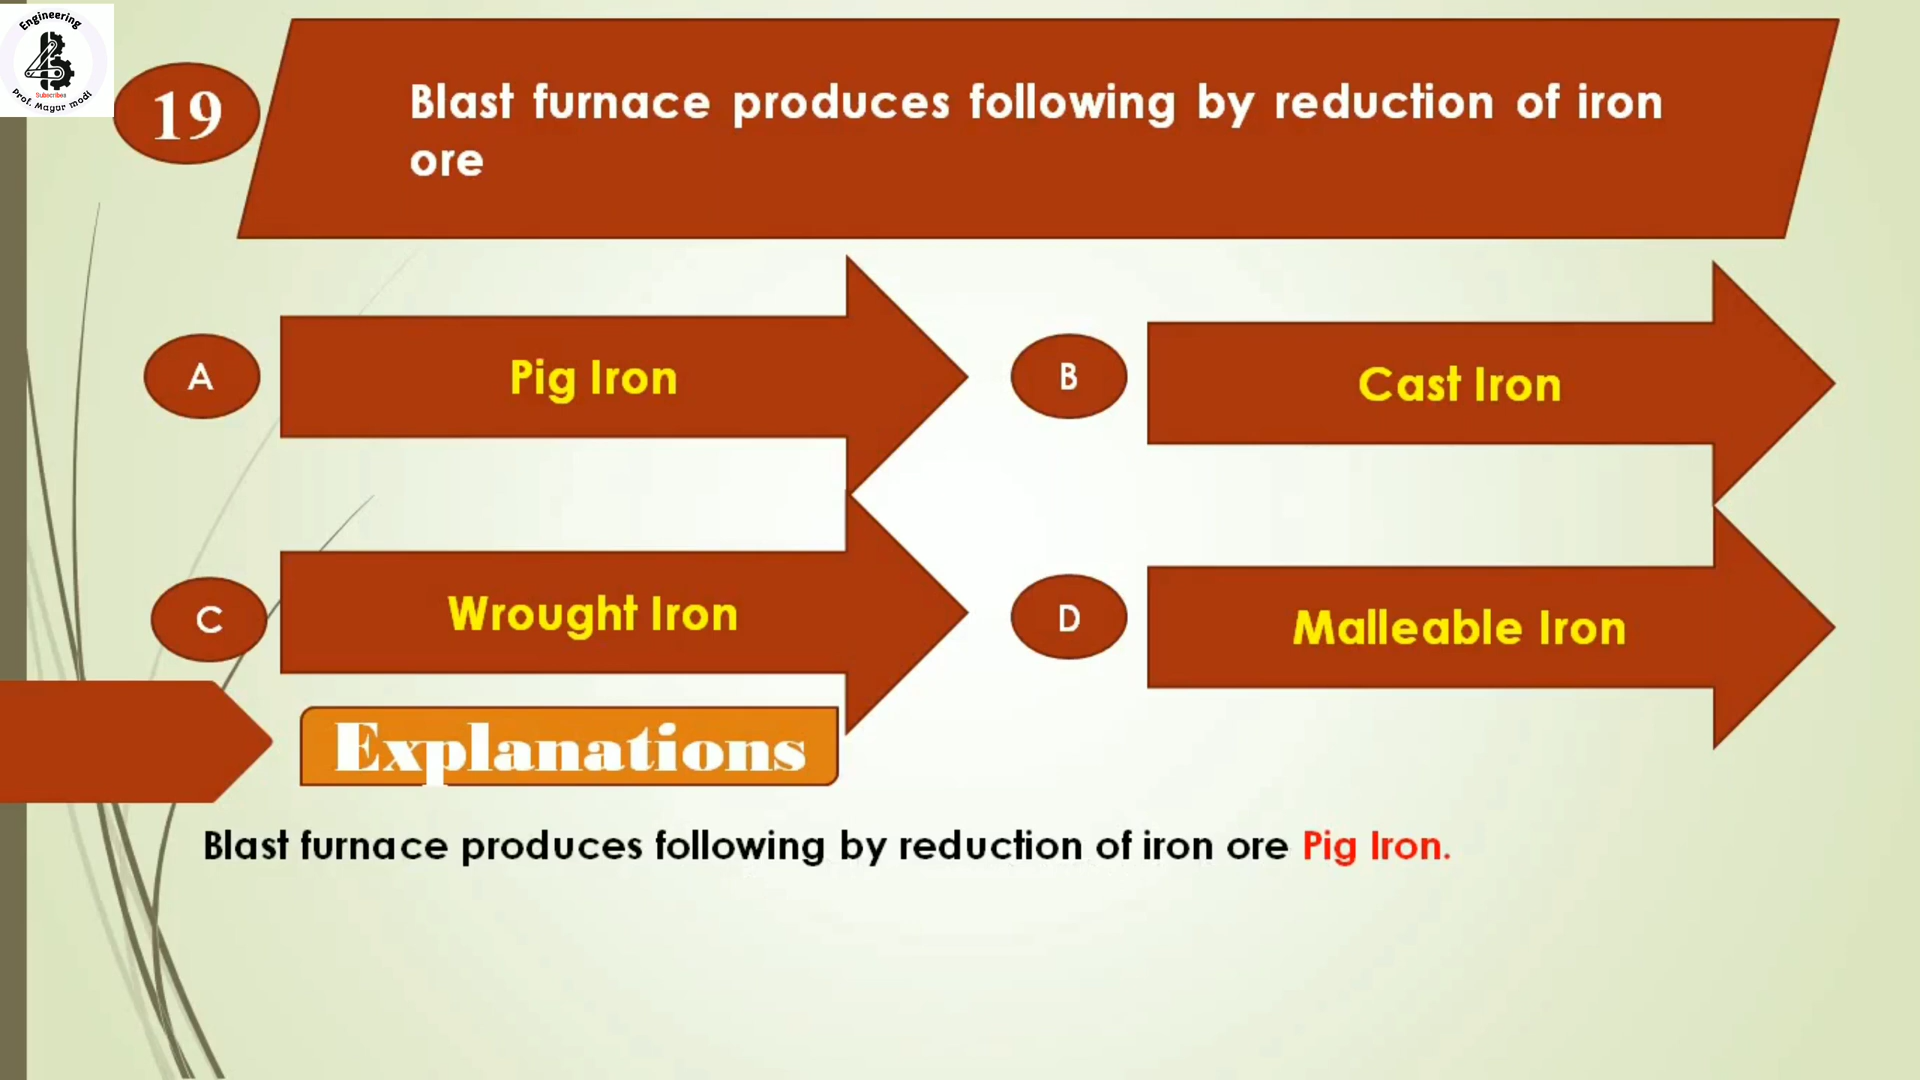 Engineering
Subscribes
Prof. Mayur modi
19
Blast furnace produces following by reduction of iron
ore
A
Pig Iron
B
Cast Iron
C
Wrought Iron
D
Malleable Iron
Explanations
Blast furnace produces following by reduction of iron ore Pig Iron.